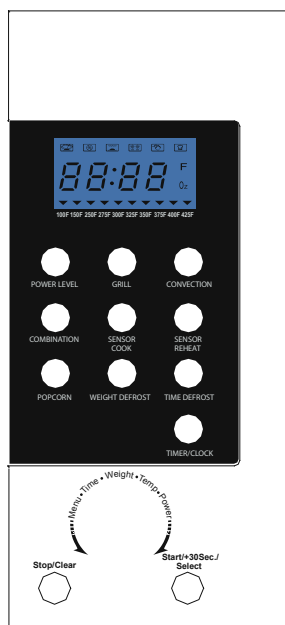 88:88
F
Oz
100F 150F 250F 275F 300F 325F 350F 375F 400F 425F
POWER LEVEL
GRILL
CONVECTION
COMBINATION
SENSOR
COOK
SENSOR
REHEAT
POPCORN
WEIGHT DEFROST
TIME DEFROST
TIMER/CLOCK
Menu•Time•Weight•Temp•Power
Stop/Clear
Start/+30Sec./
Select